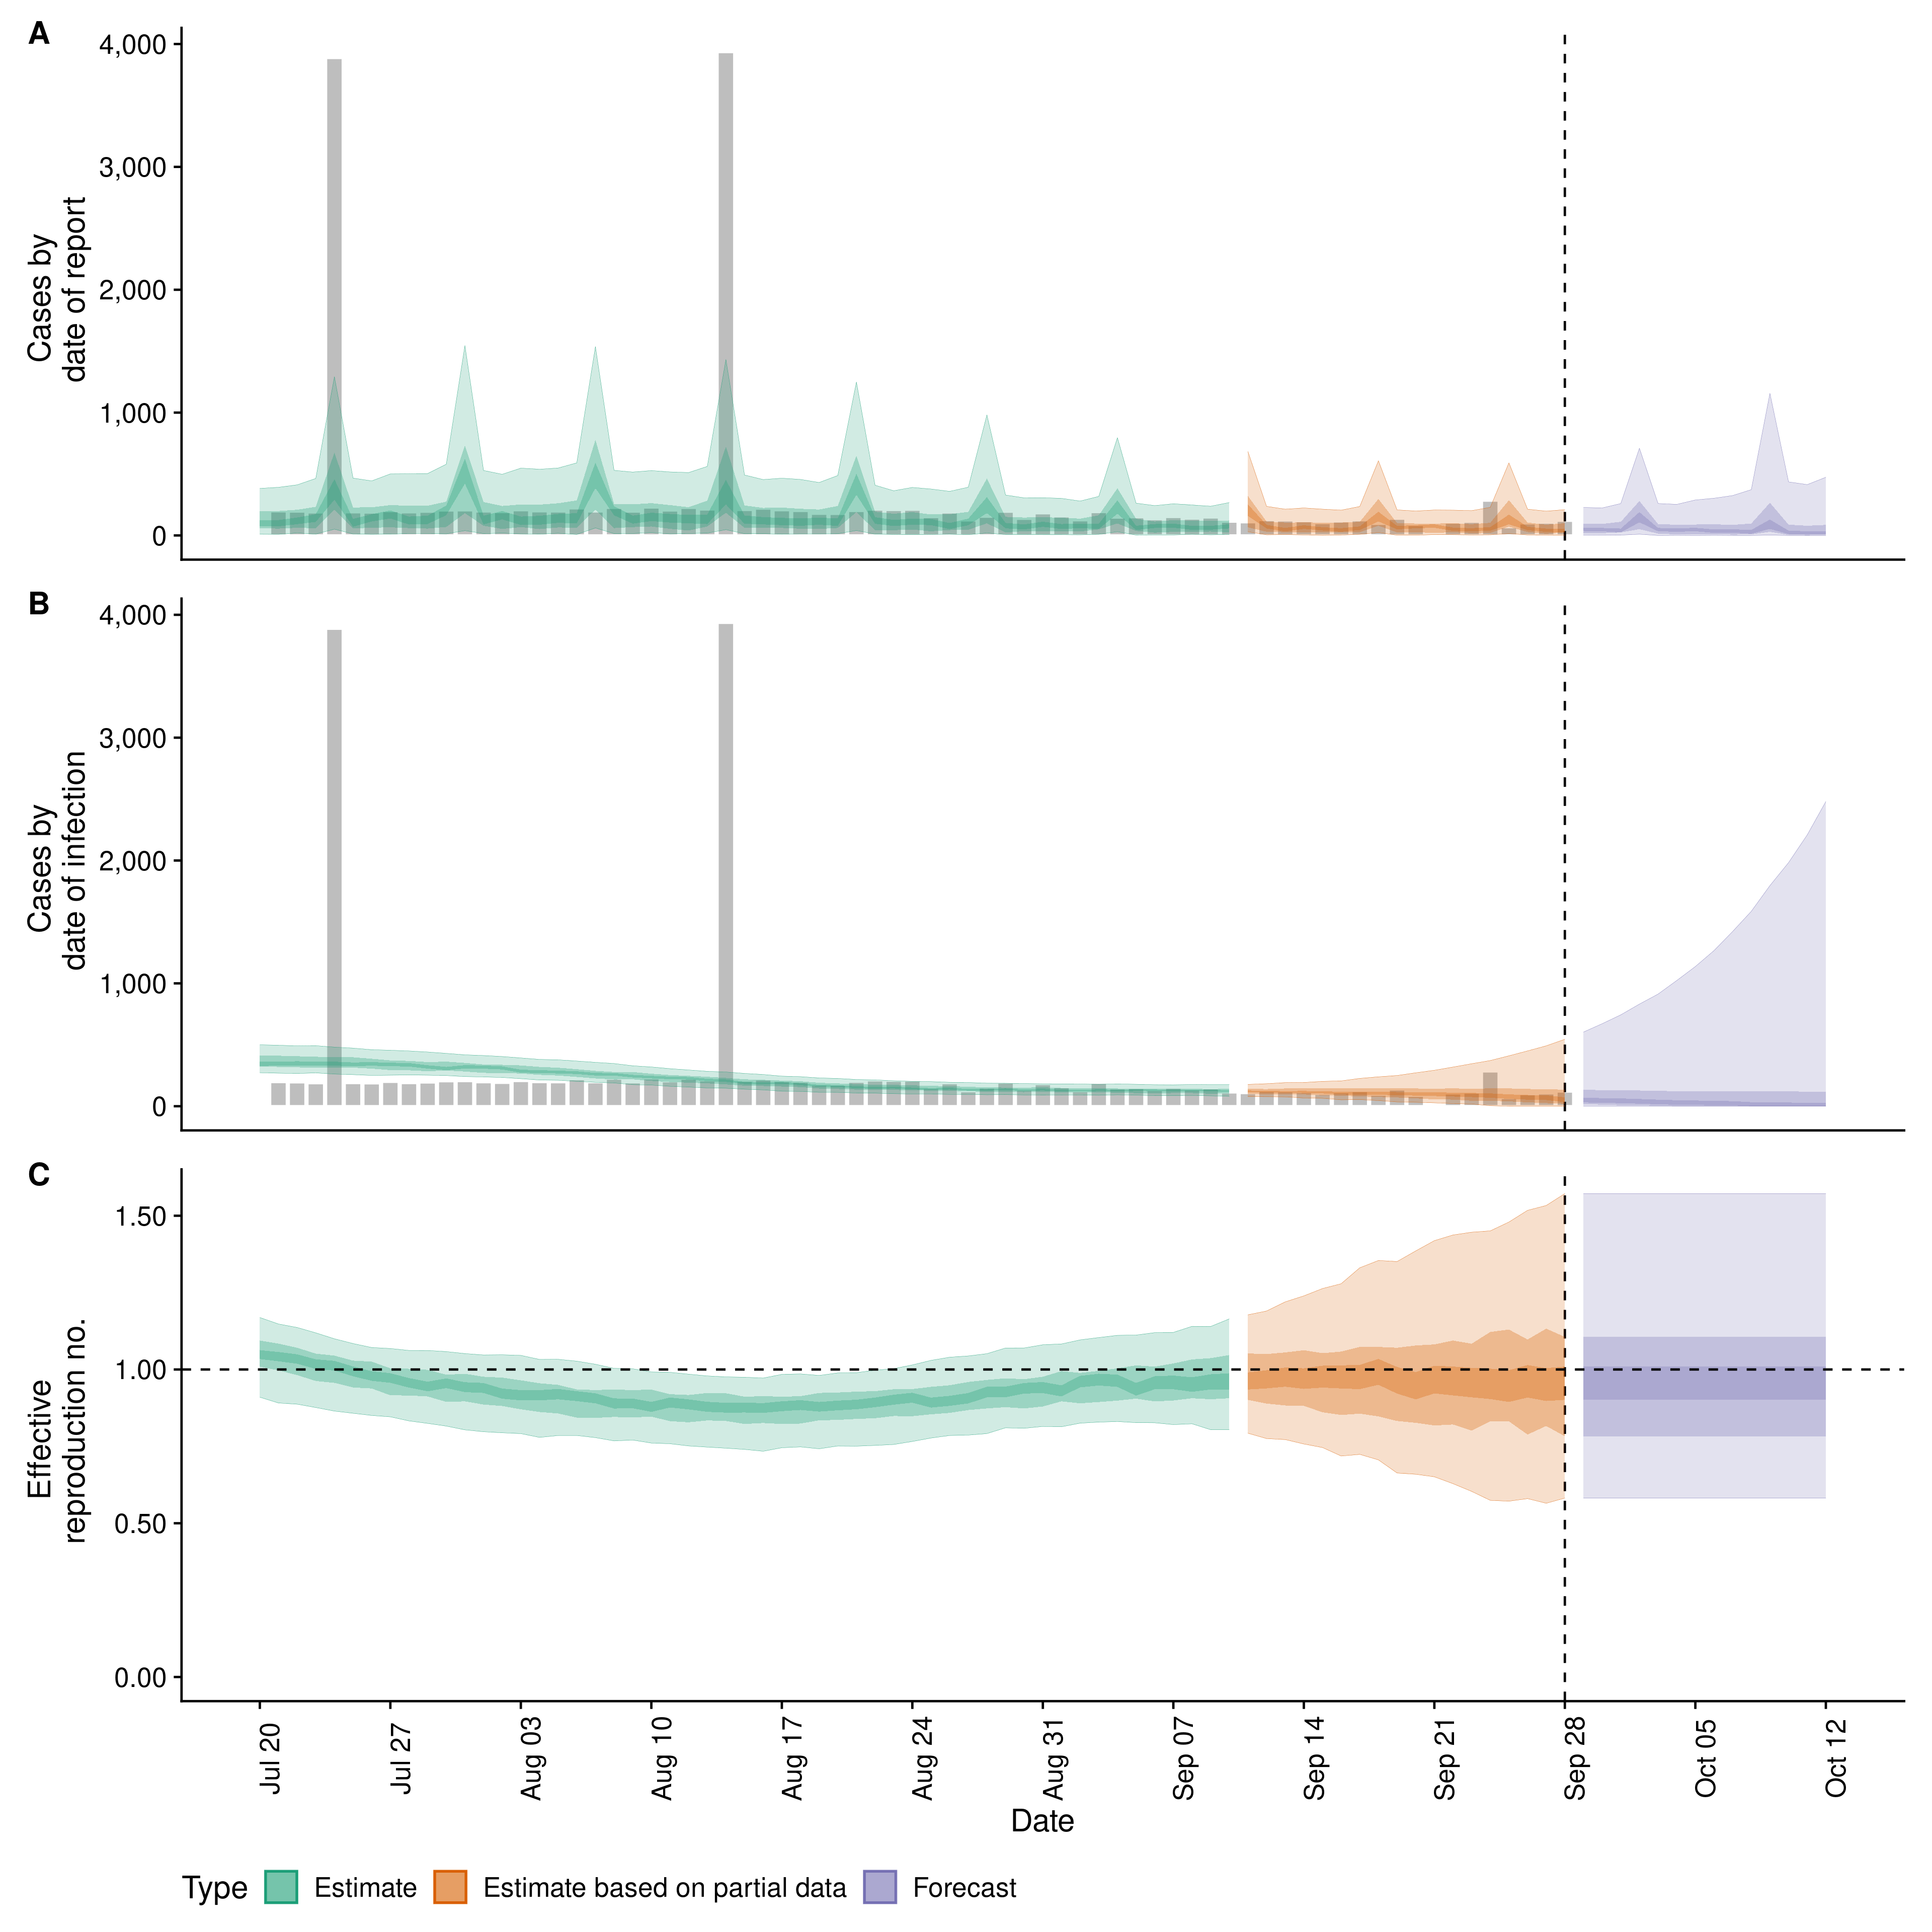 A
Cases by
date of report
4,000
3,000
2,000
1,000
0
B
Cases by
date of infection
4,000
3,000
2,000
1,000
0
C
Effective
reproduction no.
1.50
1.00
0.50
0.00
Jul 20
Jul 27
Aug 03
Aug 10
Aug 17
Aug 24
Aug 31
Sep 07
Sep 14
Sep 21
Sep 28
Oct 05
Oct 12
Date
Type Estimate Estimate based on partial data Forecast